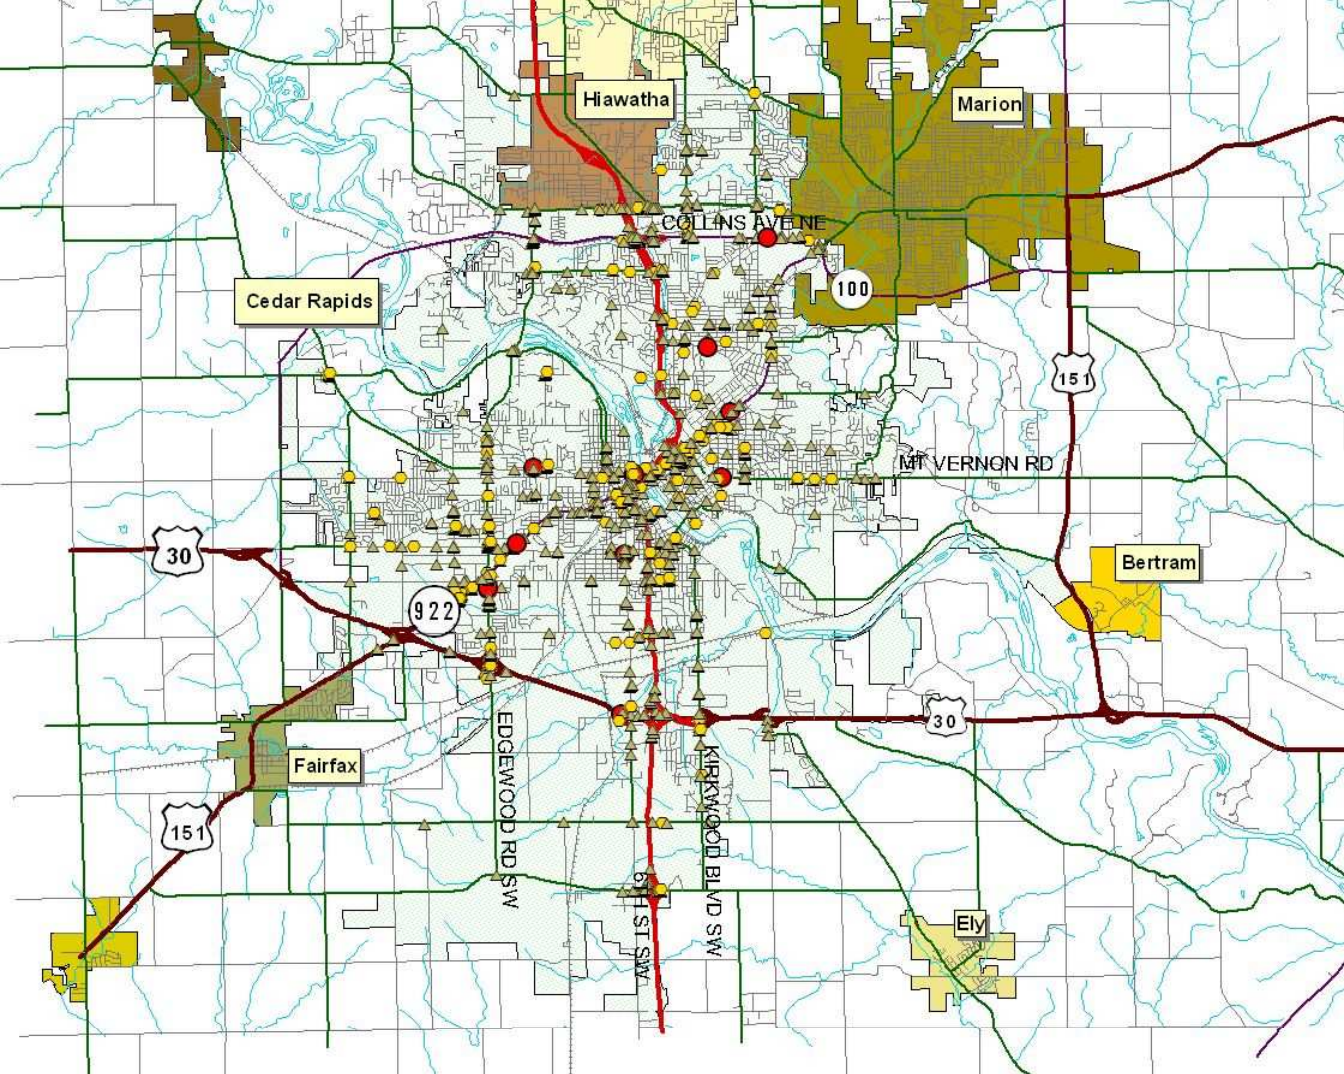 Hiawatha
Marion
COLLINS AVE NE
100
Cedar Rapids
151
MT VERNON RD
30
Bertram
922
30
EDGEWOOD RD SW
KIRKWOOD BLVD SW
Fairfax
151
6TH ST SW
Ely